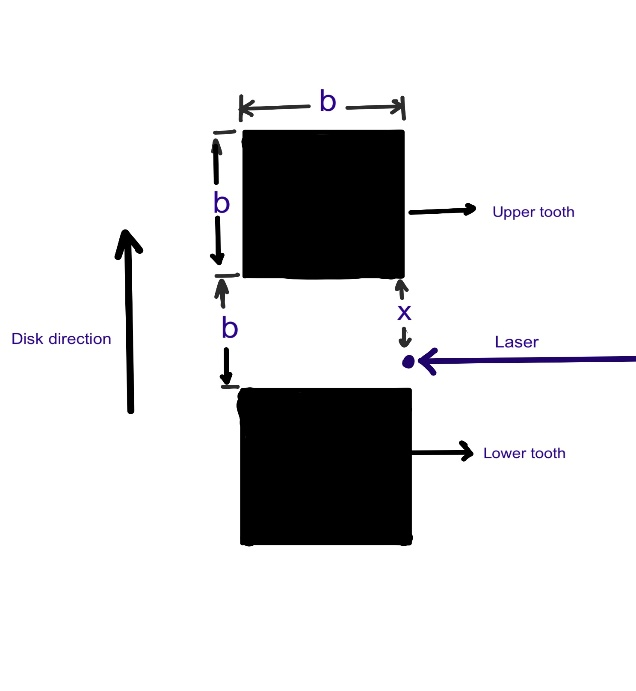 b
b
Upper tooth
b
x
Disk direction
Laser
Lower tooth